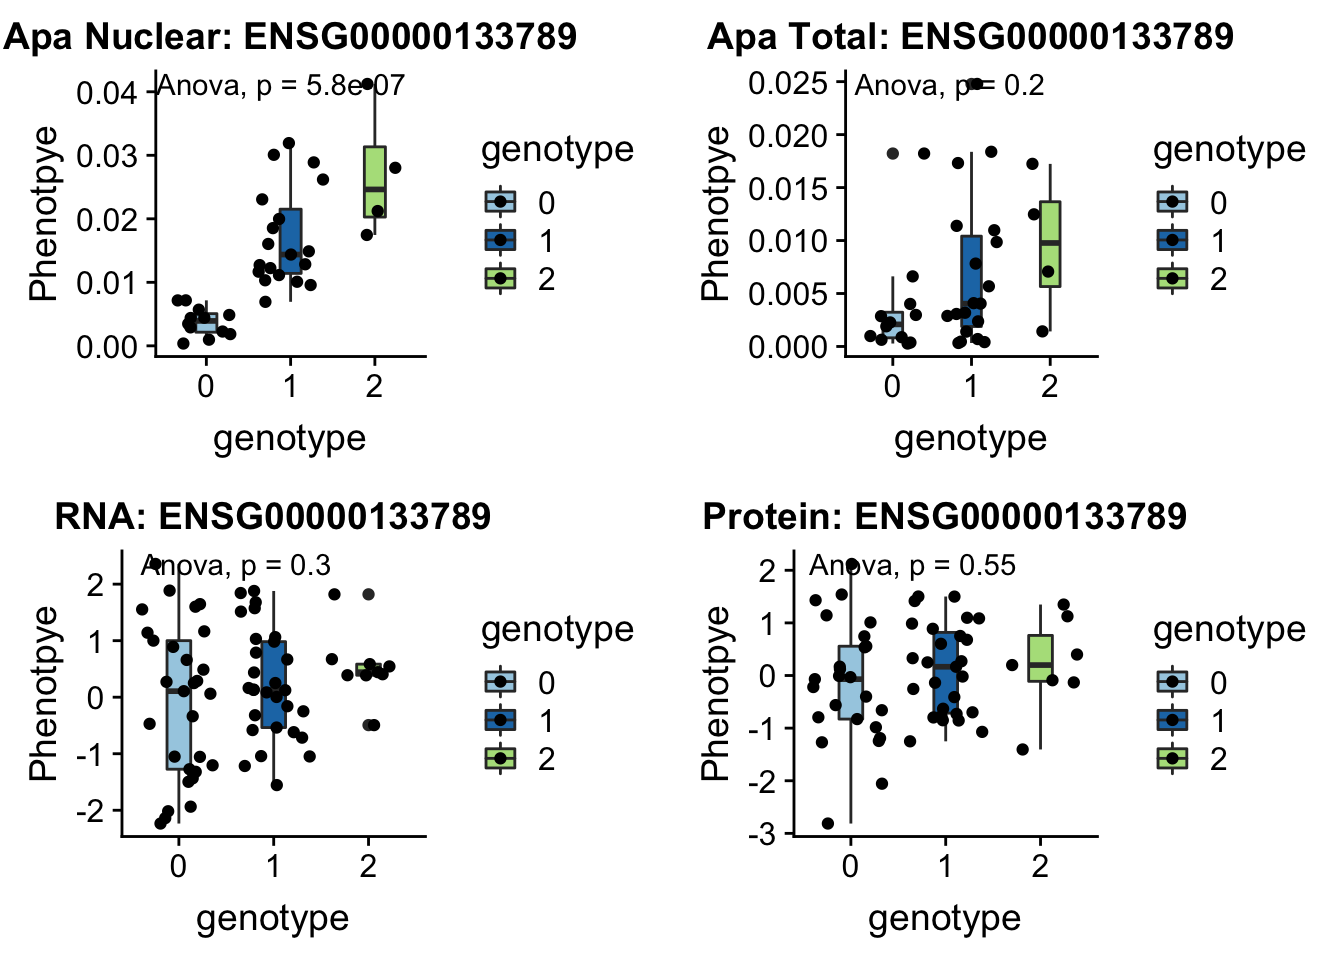 Apa Nuclear: ENSG00000133789
Anova, p = 5.8e-07
Phenotpye
0.04
0.03
0.02
0.01
0.00
0 1 2
genotype
genotype
0
1
2
Apa Total: ENSG00000133789
Anova, p = 0.2
Phenotpye
0.025
0.020
0.015
0.010
0.005
0.000
0 1 2
genotype
genotype
0
1
2
RNA: ENSG00000133789
Anova, p = 0.3
Phenotpye
2
1
0
-1
-2
0 1 2
genotype
genotype
0
1
2
Protein: ENSG00000133789
Anova, p = 0.55
Phenotpye
2
1
0
-1
-2
-3
0 1 2
genotype
genotype
0
1
2